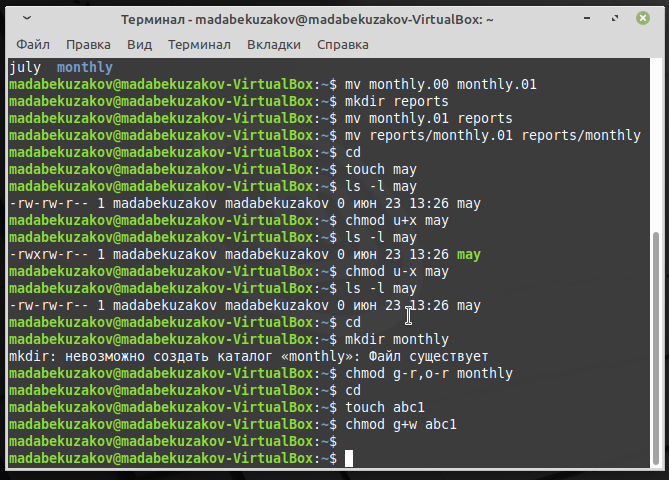 Терминал - madabekuzakov@madabekuzakov-VirtualBox: ~
Файл Правка Вид Терминал Вкладки Справка
july monthly
madabekuzakov@madabekuzakov-VirtualBox:~$ mv monthly.00 monthly.01
madabekuzakov@madabekuzakov-VirtualBox:~$ mkdir reports
madabekuzakov@madabekuzakov-VirtualBox:~$ mv monthly.01 reports
madabekuzakov@madabekuzakov-VirtualBox:~$ mv reports/monthly.01 reports/monthly
madabekuzakov@madabekuzakov-VirtualBox:~$ cd
madabekuzakov@madabekuzakov-VirtualBox:~$ touch may
madabekuzakov@madabekuzakov-VirtualBox:~$ ls -l may
-rw-rw-r-- 1 madabekuzakov madabekuzakov 0 июн 23 13:26 may
madabekuzakov@madabekuzakov-VirtualBox:~$ chmod u+x may
madabekuzakov@madabekuzakov-VirtualBox:~$ ls -l may
-rwxrw-r-- 1 madabekuzakov madabekuzakov 0 июн 23 13:26 may
madabekuzakov@madabekuzakov-VirtualBox:~$ chmod u-x may
madabekuzakov@madabekuzakov-VirtualBox:~$ ls -l may
-rw-rw-r-- 1 madabekuzakov madabekuzakov 0 июн 23 13:26 may
madabekuzakov@madabekuzakov-VirtualBox:~$ cd
madabekuzakov@madabekuzakov-VirtualBox:~$ mkdir monthly
mkdir: невозможно создать каталог «monthly»: Файл существует
madabekuzakov@madabekuzakov-VirtualBox:~$ chmod g-r,o-r monthly
madabekuzakov@madabekuzakov-VirtualBox:~$ cd
madabekuzakov@madabekuzakov-VirtualBox:~$ touch abc1
madabekuzakov@madabekuzakov-VirtualBox:~$ chmod g+w abc1
madabekuzakov@madabekuzakov-VirtualBox:~$
madabekuzakov@madabekuzakov-VirtualBox:~$